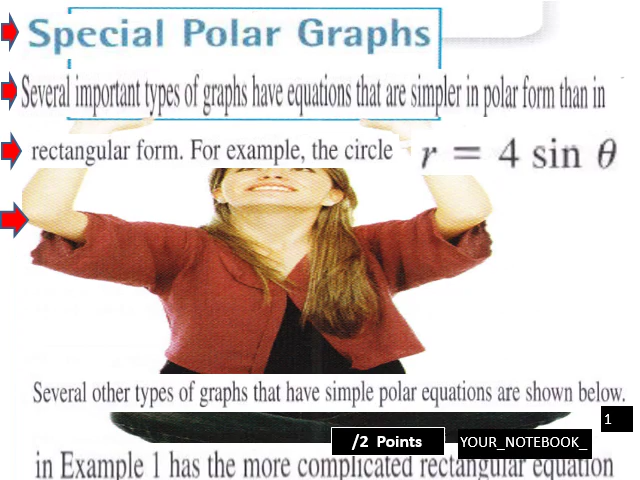 Special Polar Graphs
Several important types of graphs have equations that are simpler in polar form than in
rectangular form. For example, the circle r = 4 sin θ
Several other types of graphs that have simple polar equations are shown below.
1
/2 Points YOUR_NOTEBOOK_
in Example 1 has the more complicated rectangular equation